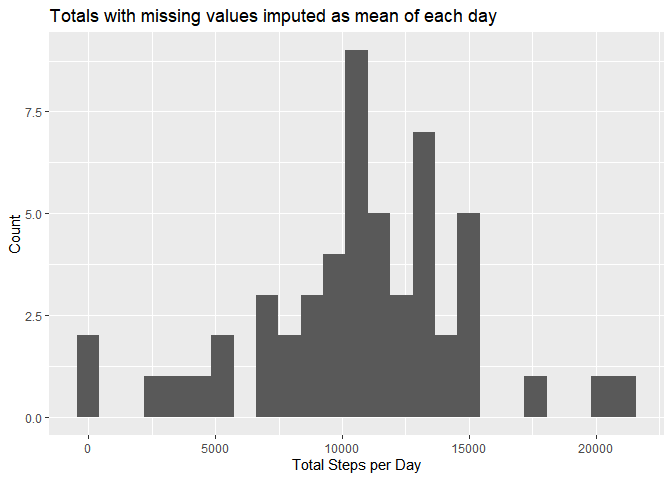 Totals with missing values imputed as mean of each day
7.5
5.0
2.5
0.0
Count
0 5000 10000 15000 20000
Total Steps per Day